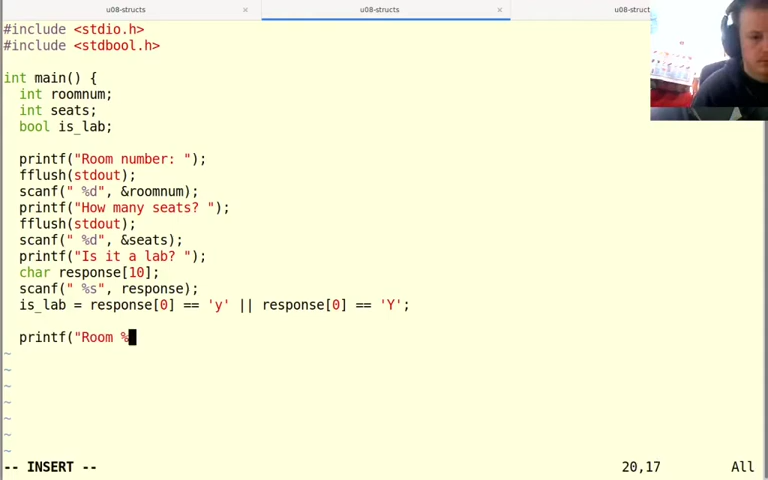 u08-structs × u08-structs × u08-struct
#include <stdio.h>
#include <stdbool.h>
int main() {
  int roomnum;
  int seats;
  bool is_lab;
  printf("Room number: ");
  fflush(stdout);
  scanf(" %d", &roomnum);
  printf("How many seats? ");
  fflush(stdout);
  scanf(" %d", &seats);
  printf("Is it a lab? ");
  char response[10];
  scanf(" %s", response);
  is_lab = response[0] == 'y' || response[0] == 'Y';
  printf("Room %
~
~
~
~
~
~
~
-- INSERT -- 20,17 All